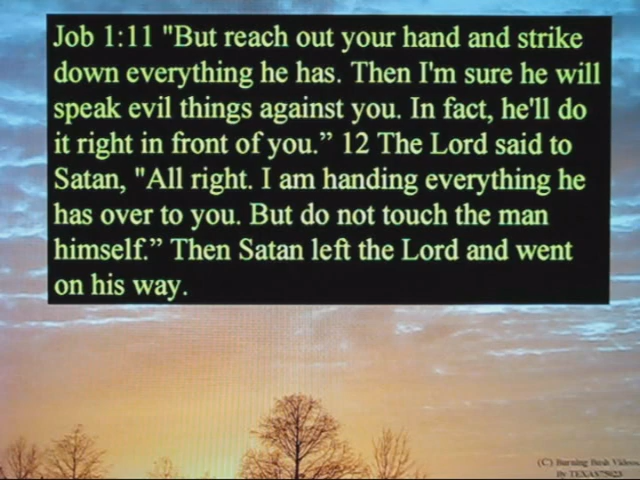 Job 1:11 "But reach out your hand and strike
down everything he has. Then I'm sure he will
speak evil things against you. In fact, he'll do
it right in front of you.” 12 The Lord said to
Satan, "All right. I am handing everything he
has over to you. But do not touch the man
himself.” Then Satan left the Lord and went
on his way.
(C) Burning Bush Videos.
By TEXAS75023